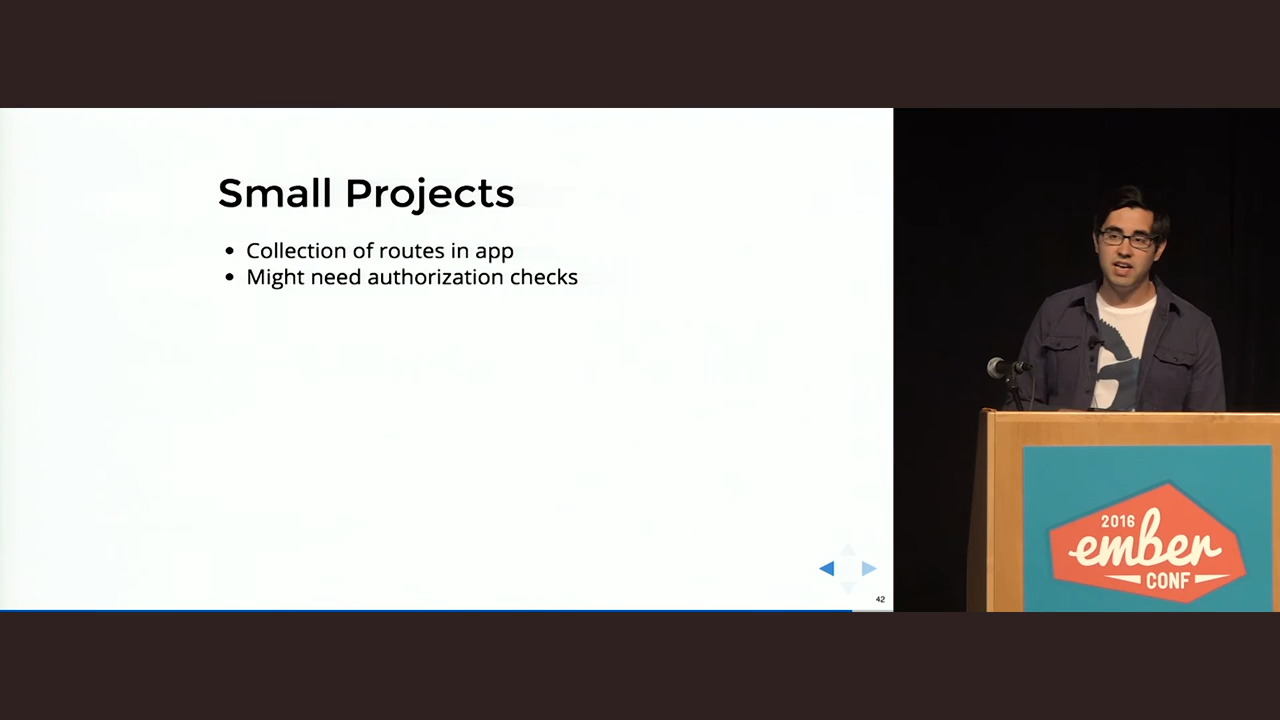 Small Projects
• Collection of routes in app
• Might need authorization checks
42
2016
ember
CONF